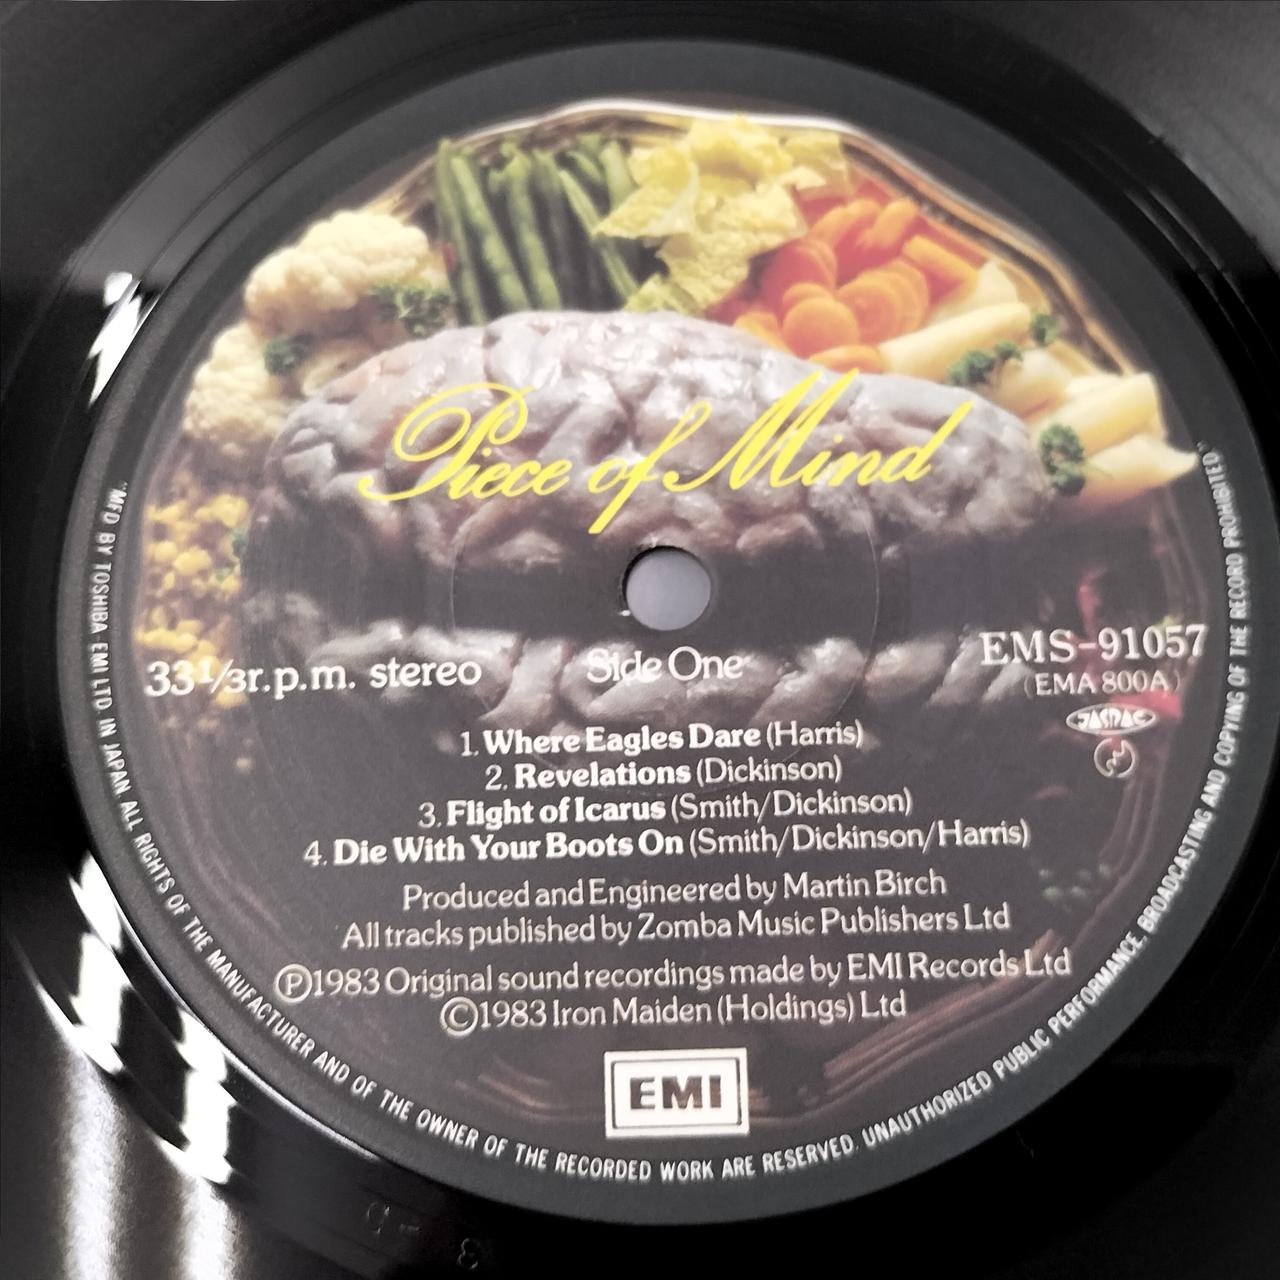 Piece of Mind
33⅓r.p.m. stereo
Side One
EMS-91057
(EMA 800A)
JASRAC
1. Where Eagles Dare (Harris)
2. Revelations (Dickinson)
3. Flight of Icarus (Smith/Dickinson)
4. Die With Your Boots On (Smith/Dickinson/Harris)
Produced and Engineered by Martin Birch
All tracks published by Zomba Music Publishers Ltd
Ⓟ1983 Original sound recordings made by EMI Records Ltd
©1983 Iron Maiden (Holdings) Ltd
EMI
"MFD BY TOSHIBA-EMI LTD. IN JAPAN ALL RIGHTS OF THE MANUFACTURER AND OF THE OWNER OF THE RECORDED WORK ARE RESERVED. UNAUTHORIZED PUBLIC PERFORMANCE, BROADCASTING AND COPYING OF THE RECORD PROHIBITED."